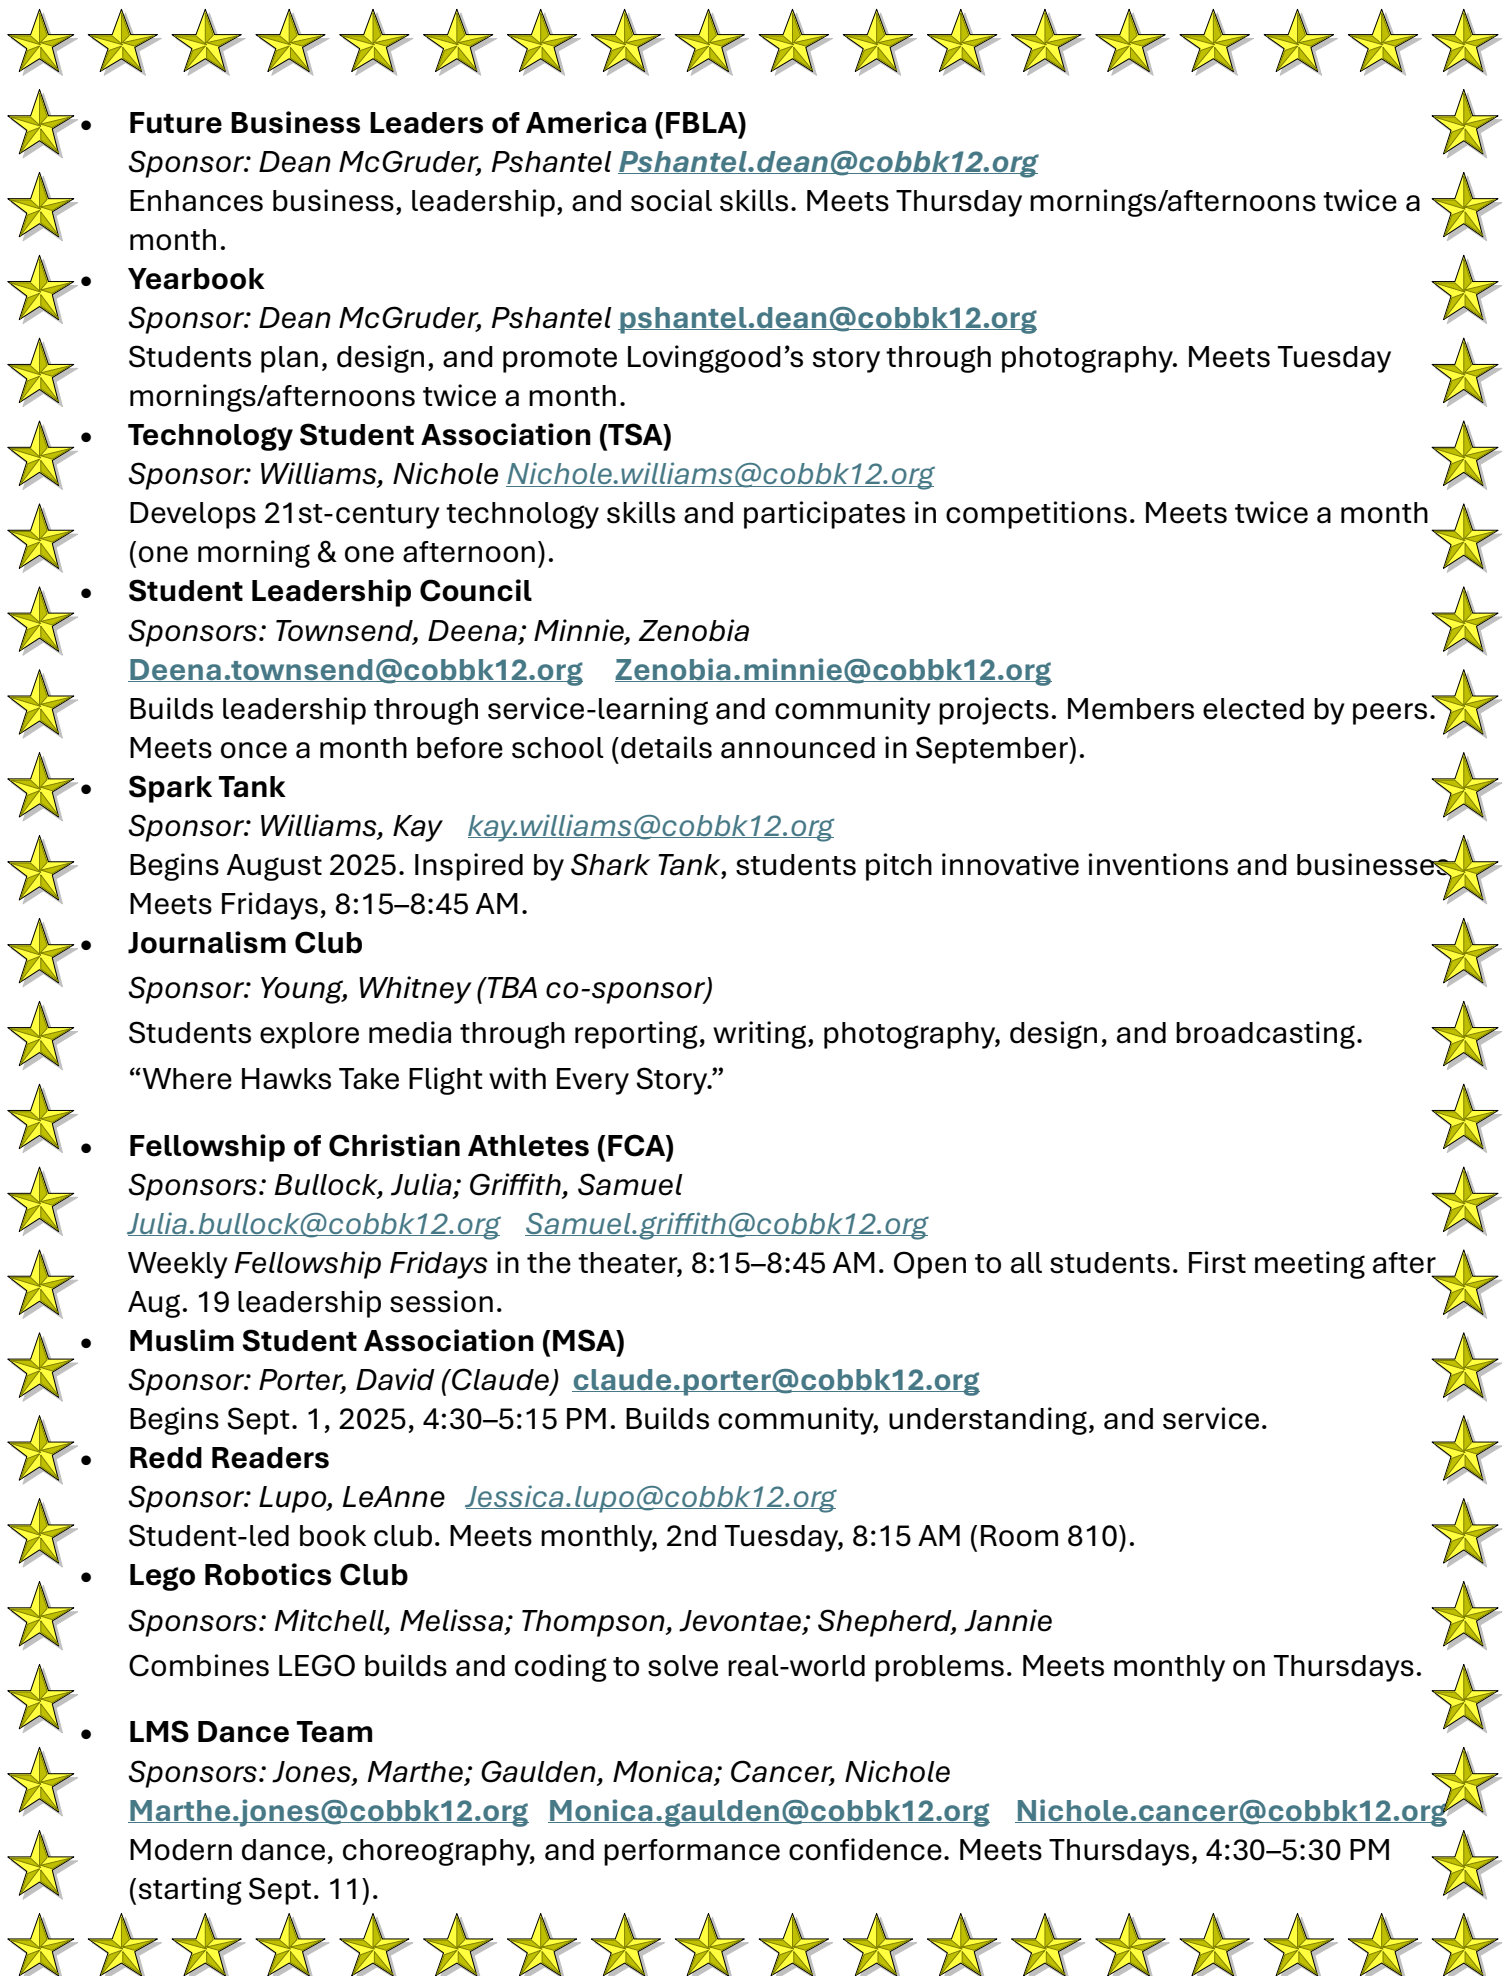 • Future Business Leaders of America (FBLA)
Sponsor: Dean McGruder, Pshantel Pshantel.dean@cobbk12.org
Enhances business, leadership, and social skills. Meets Thursday mornings/afternoons twice a
month.
• Yearbook
Sponsor: Dean McGruder, Pshantel pshantel.dean@cobbk12.org
Students plan, design, and promote Lovinggood’s story through photography. Meets Tuesday
mornings/afternoons twice a month.
• Technology Student Association (TSA)
Sponsor: Williams, Nichole Nichole.williams@cobbk12.org
Develops 21st-century technology skills and participates in competitions. Meets twice a month
(one morning & one afternoon).
• Student Leadership Council
Sponsors: Townsend, Deena; Minnie, Zenobia
Deena.townsend@cobbk12.org Zenobia.minnie@cobbk12.org
Builds leadership through service-learning and community projects. Members elected by peers.
Meets once a month before school (details announced in September).
• Spark Tank
Sponsor: Williams, Kay kay.williams@cobbk12.org
Begins August 2025. Inspired by Shark Tank, students pitch innovative inventions and businesses
Meets Fridays, 8:15–8:45 AM.
• Journalism Club
Sponsor: Young, Whitney (TBA co-sponsor)
Students explore media through reporting, writing, photography, design, and broadcasting.
“Where Hawks Take Flight with Every Story.”
• Fellowship of Christian Athletes (FCA)
Sponsors: Bullock, Julia; Griffith, Samuel
Julia.bullock@cobbk12.org Samuel.griffith@cobbk12.org
Weekly Fellowship Fridays in the theater, 8:15–8:45 AM. Open to all students. First meeting after
Aug. 19 leadership session.
• Muslim Student Association (MSA)
Sponsor: Porter, David (Claude) claude.porter@cobbk12.org
Begins Sept. 1, 2025, 4:30–5:15 PM. Builds community, understanding, and service.
• Redd Readers
Sponsor: Lupo, LeAnne Jessica.lupo@cobbk12.org
Student-led book club. Meets monthly, 2nd Tuesday, 8:15 AM (Room 810).
• Lego Robotics Club
Sponsors: Mitchell, Melissa; Thompson, Jevontae; Shepherd, Jannie
Combines LEGO builds and coding to solve real-world problems. Meets monthly on Thursdays.
• LMS Dance Team
Sponsors: Jones, Marthe; Gaulden, Monica; Cancer, Nichole
Marthe.jones@cobbk12.org Monica.gaulden@cobbk12.org Nichole.cancer@cobbk12.org
Modern dance, choreography, and performance confidence. Meets Thursdays, 4:30–5:30 PM
(starting Sept. 11).